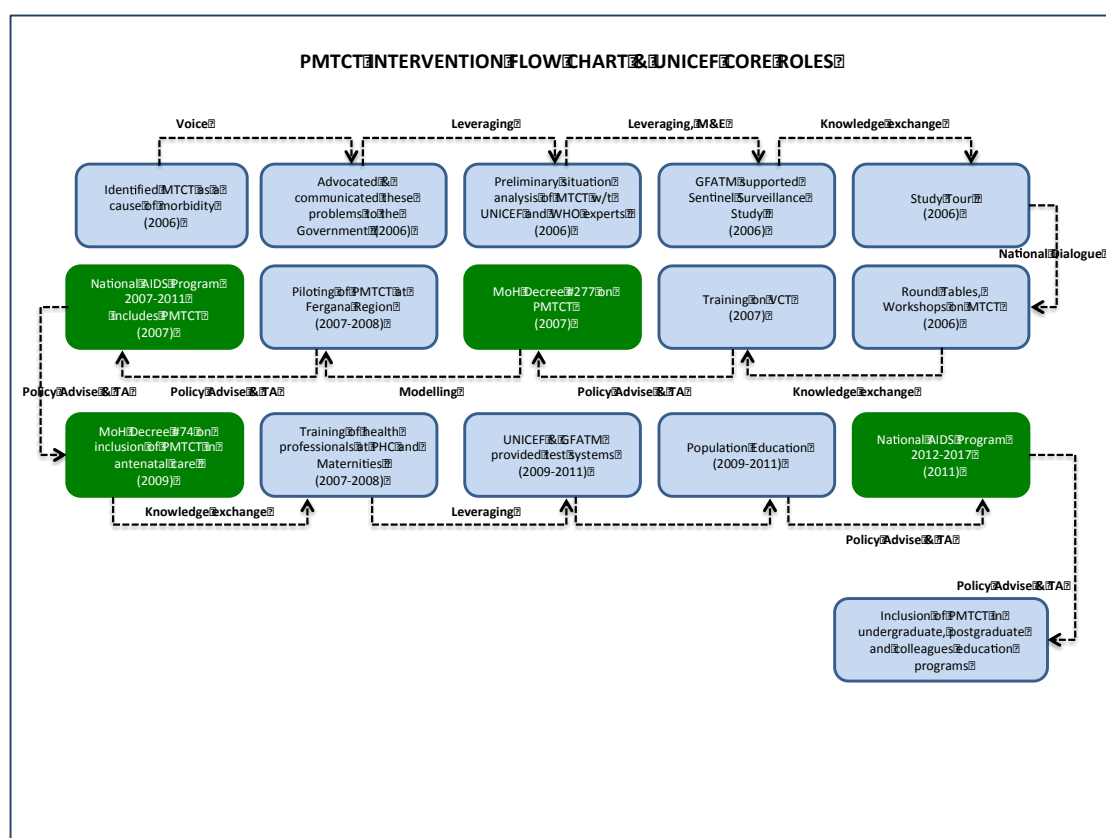 PMTCT INTERVENTION FLOW CHART & UNICEF CORE ROLES
Voice
Leveraging
Leveraging, M&E
Knowledge exchange
Identified MTCT as a
cause of morbidity
(2006)
Advocated &
communicated these
problems to the
Government (2006)
Preliminary situation
analysis of MTCT w/t
UNICEF and WHO experts
(2006)
GFATM supported
Sentinel Surveillance
Study
(2006)
Study Tour
(2006)
National Dialogue
National AIDS Program
2007-2011
Includes PMTCT
(2007)
Piloting of PMTCT at
Fergana Region
(2007-2008)
MoH Decree #277 on
PMTCT
(2007)
Training on VCT
(2007)
Round Tables,
Workshops on MTCT
(2006)
Policy Advise & TA
Policy Advise & TA
Modelling
Policy Advise & TA
Knowledge exchange
MoH Decree #74 on
inclusion of PMTCT in
antenatal care
(2009)
Training of health
professionals at PHC and
Maternities
(2007-2008)
UNICEF & GFATM
provided test systems
(2009-2011)
Population Education
(2009-2011)
National AIDS Program
2012-2017
(2011)
Knowledge exchange
Leveraging
Policy Advise & TA
Policy Advise & TA
Inclusion of PMTCT in
undergraduate, postgraduate
and colleagues education
programs